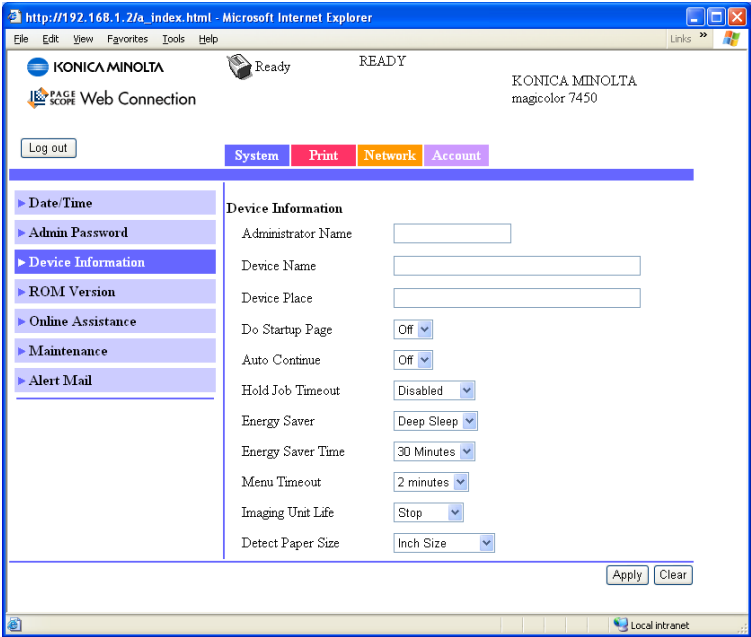 http://192.168.1.2/a_index.html - Microsoft Internet Explorer
File Edit View Favorites Tools Help Links »
KONICA MINOLTA
PAGE SCOPE Web Connection
Ready
READY
KONICA MINOLTA
magicolor 7450
Log out
System Print Network Account
Date/Time
Admin Password
Device Information
ROM Version
Online Assistance
Maintenance
Alert Mail
Device Information
Administrator Name
Device Name
Device Place
Do Startup Page Off
Auto Continue Off
Hold Job Timeout Disabled
Energy Saver Deep Sleep
Energy Saver Time 30 Minutes
Menu Timeout 2 minutes
Imaging Unit Life Stop
Detect Paper Size Inch Size
Apply Clear
Local intranet